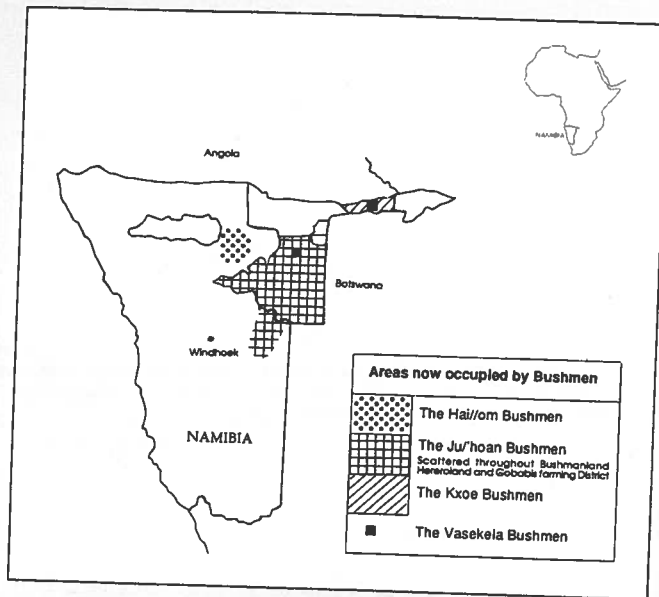 NAMIBIA
Angola
Botswana
Windhoek
NAMIBIA
Areas now occupied by Bushmen
The Hai//om Bushmen
The Ju/'hoan Bushmen
Scattered throughout Bushmanland
Hereroland and Gobabis farming District
The Kxoe Bushmen
The Vasekela Bushmen